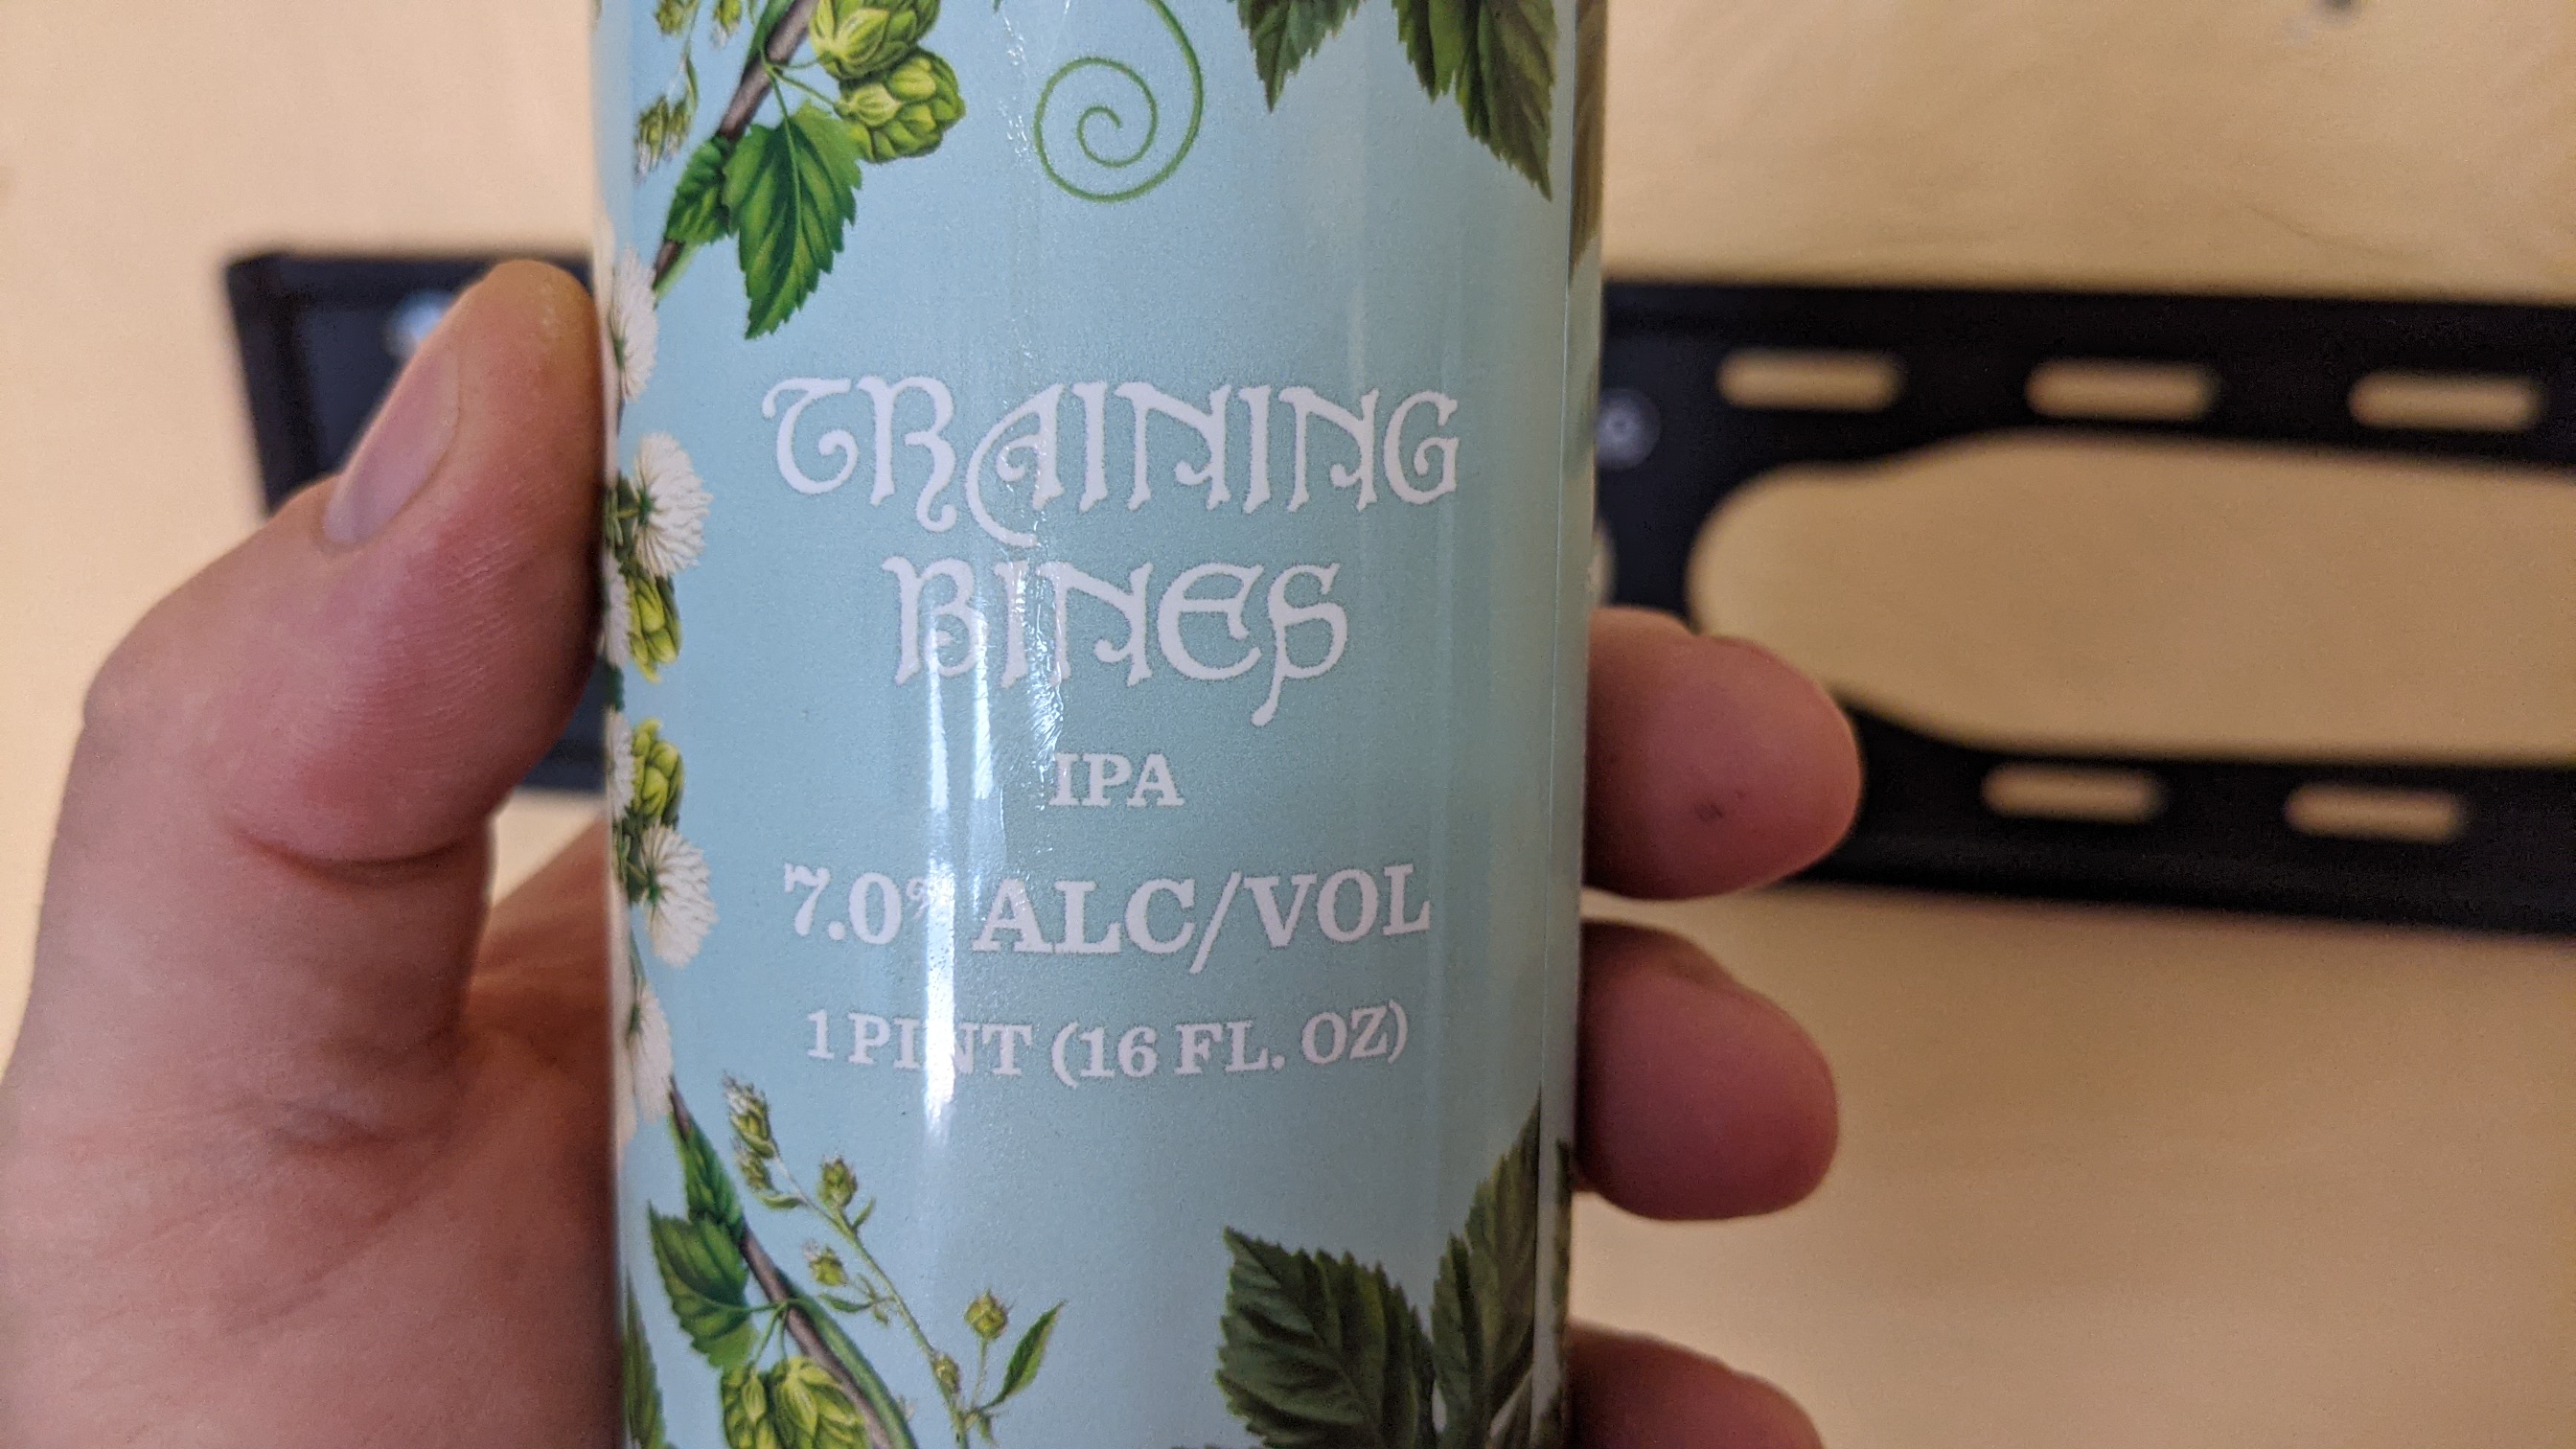 TRAINING
BINES
IPA
7.0% ALC/VOL
1 PINT (16 FL. OZ)